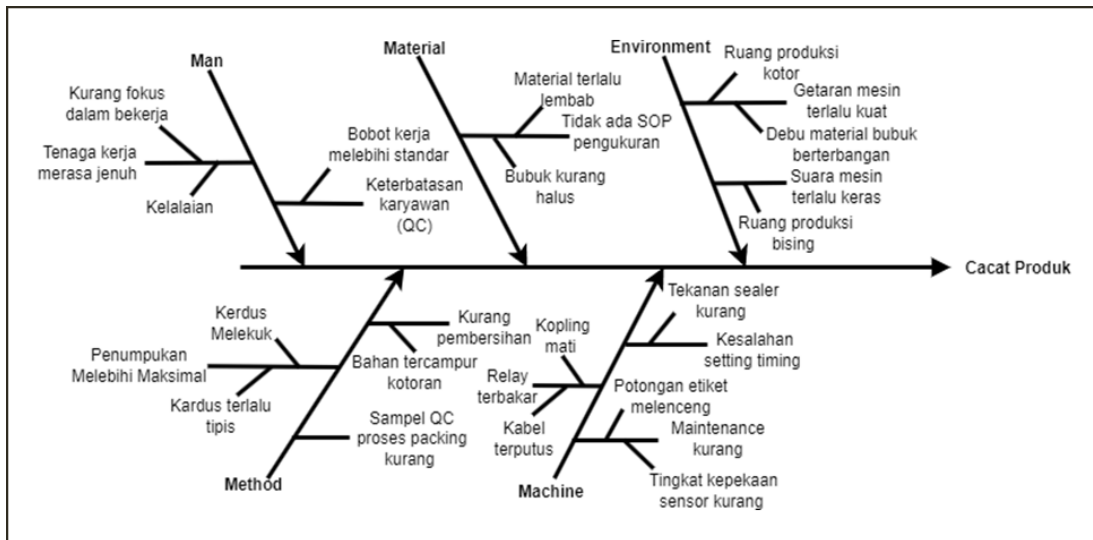 Man
Kurang fokus
dalam bekerja
Tenaga kerja
merasa jenuh
Kelalaian
Bobot kerja
melebihi standar
Keterbatasan
karyawan
(QC)
Material
Material terlalu
lembab
Tidak ada SOP
pengukuran
Bubuk kurang
halus
Environment
Ruang produksi
kotor
Getaran mesin
terlalu kuat
Debu material bubuk
berterbangan
Suara mesin
terlalu keras
Ruang produksi
bising
Cacat Produk
Kerdus
Melekuk
Penumpukan
Melebihi Maksimal
Kardus terlalu
tipis
Kurang
pembersihan
Bahan tercampur
kotoran
Sampel QC
proses packing
kurang
Method
Tekanan sealer
kurang
Kesalahan
setting timing
Kopling
mati
Relay
terbakar
Kabel
terputus
Potongan etiket
melenceng
Maintenance
kurang
Tingkat kepekaan
sensor kurang
Machine